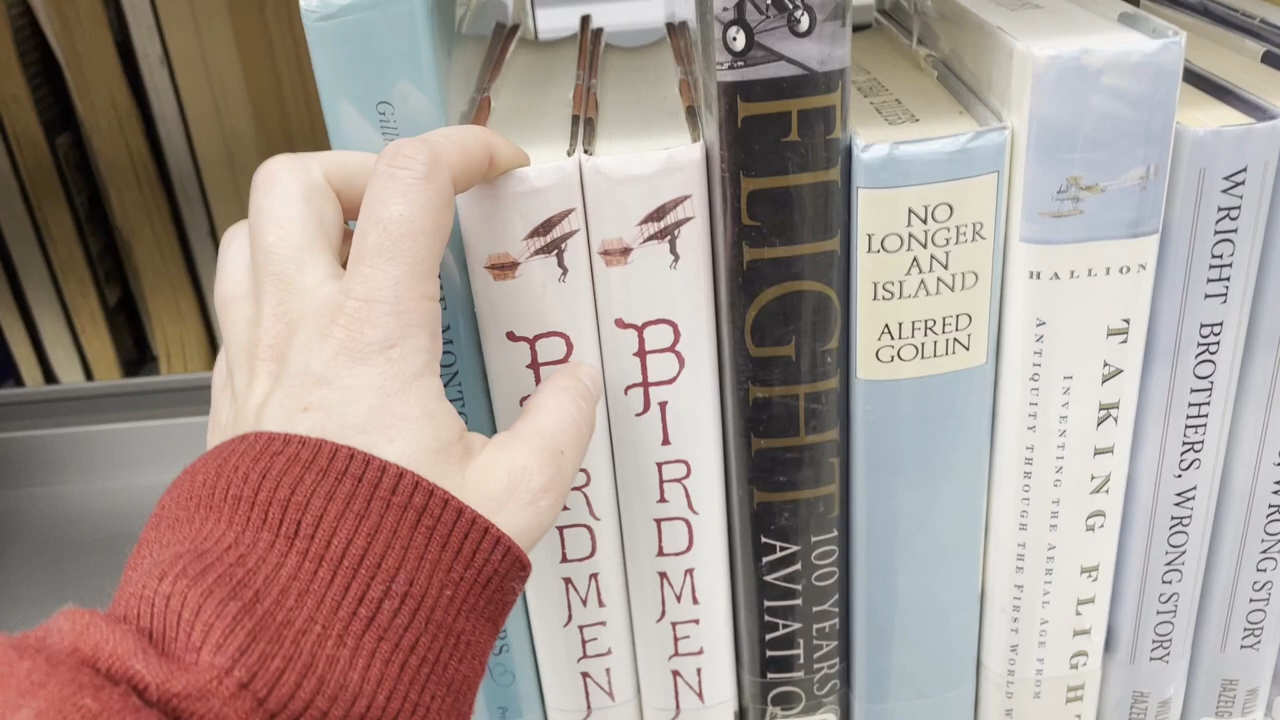 BIRDMEN
BIRDMEN
FLIGHT
100 YEARS
NO
LONGER
AN
ISLAND
ALFRED
GOLLIN
HALLION
TAKING FLIGHT
INVENTING THE AERIAL AGE FROM
ANTIQUITY THROUGH THE FIRST WORLD
WRIGHT BROTHERS, WRONG STORY
WRONG STORY